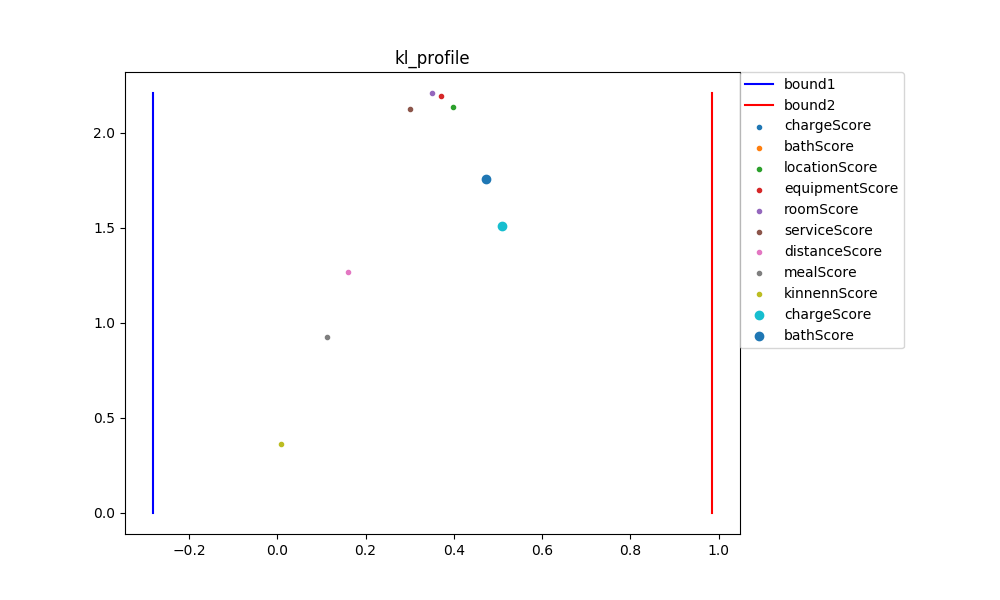 kl_profile
2.0
1.5
1.0
0.5
0.0
−0.2
0.0
0.2
0.4
0.6
0.8
1.0
bound1
bound2
chargeScore
bathScore
locationScore
equipmentScore
roomScore
serviceScore
distanceScore
mealScore
kinnennScore
chargeScore
bathScore